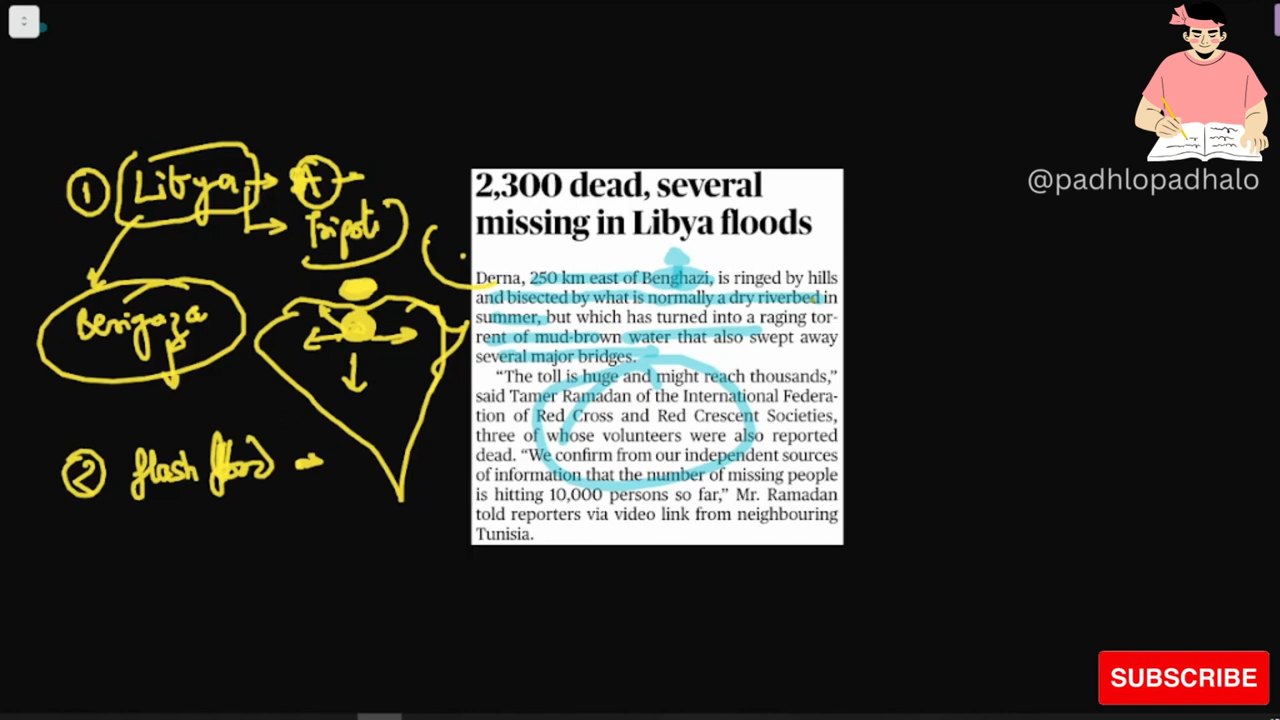 ① Libya → A
→ Tripoli
Benigaza
② flash flood →
2,300 dead, several
missing in Libya floods
Derna, 250 km east of Benghazi, is ringed by hills
and bisected by what is normally a dry riverbed in
summer, but which has turned into a raging tor-
rent of mud-brown water that also swept away
several major bridges.
"The toll is huge and might reach thousands,"
said Tamer Ramadan of the International Federa-
tion of Red Cross and Red Crescent Societies,
three of whose volunteers were also reported
dead. "We confirm from our independent sources
of information that the number of missing people
is hitting 10,000 persons so far," Mr. Ramadan
told reporters via video link from neighbouring
Tunisia.
@padhlopadhalo
SUBSCRIBE